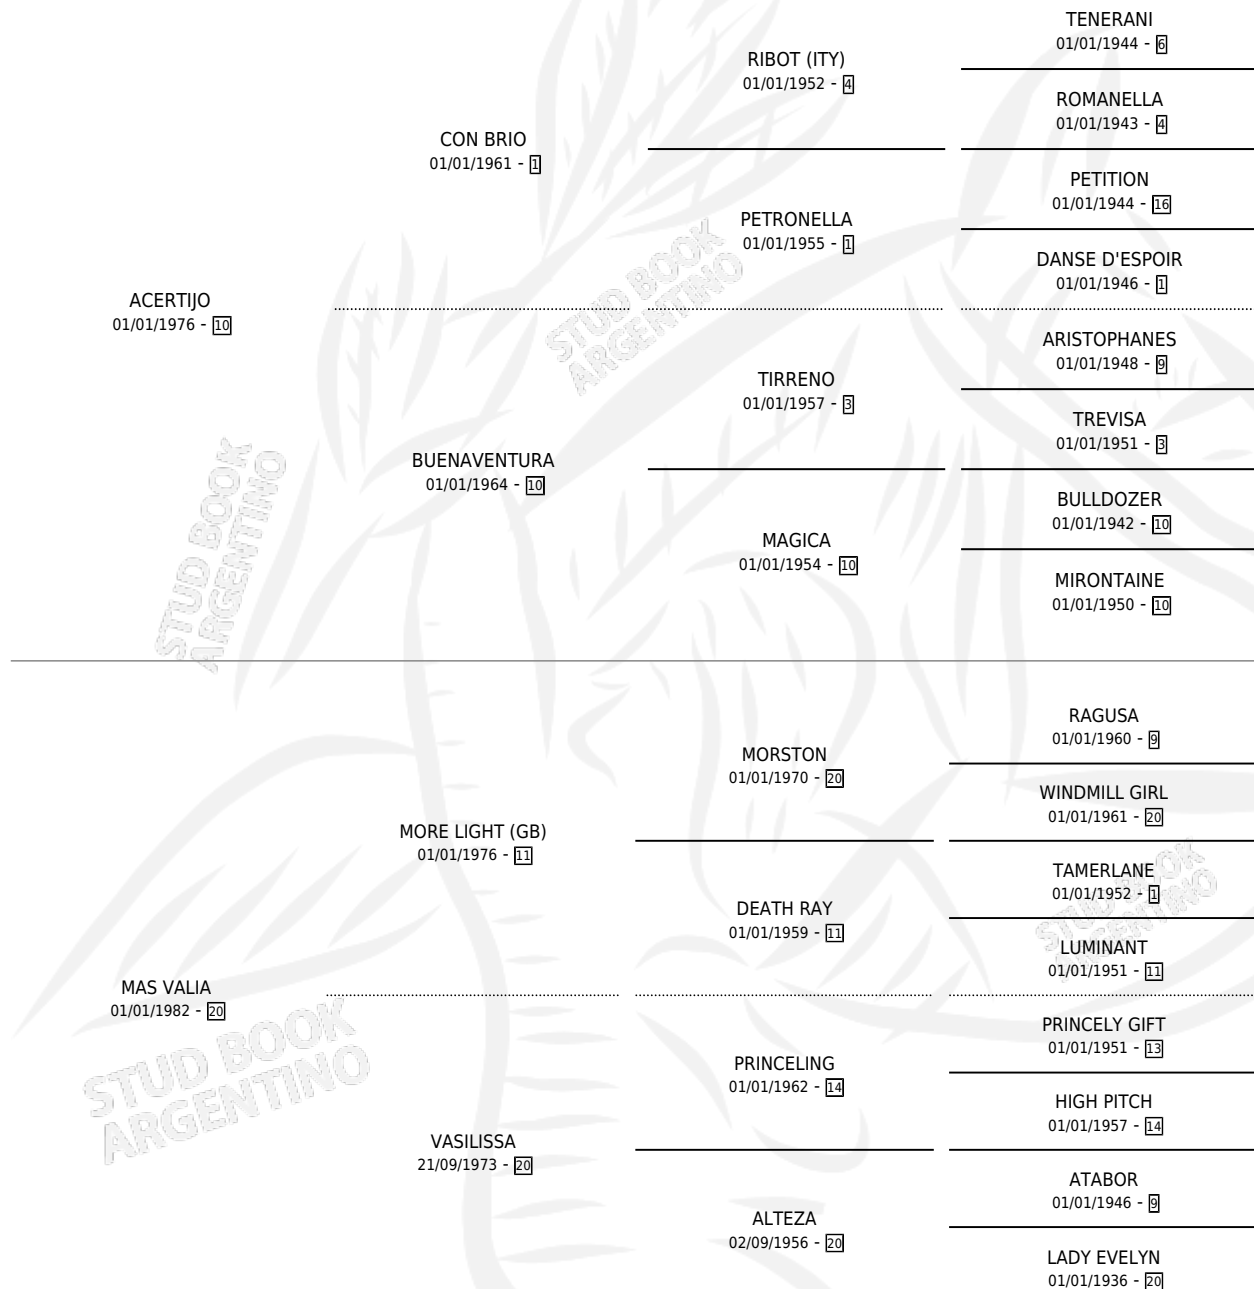 TENERANI
01/01/1944 - 6
RIBOT (ITY)
01/01/1952 - 4
ROMANELLA
01/01/1943 - 4
CON BRIO
01/01/1961 - 1
PETITION
01/01/1944 - 16
PETRONELLA
01/01/1955 - 1
DANSE D'ESPOIR
01/01/1946 - 1
ACERTIJO
01/01/1976 - 10
STUD BOOK
ARGENTINO
ARISTOPHANES
01/01/1948 - 9
TIRRENO
01/01/1957 - 3
TREVISA
01/01/1951 - 3
BUENAVENTURA
01/01/1964 - 10
BULLDOZER
01/01/1942 - 10
MAGICA
01/01/1954 - 10
MIRONTAINE
01/01/1950 - 10
STUD BOOK
ARGENTINO
RAGUSA
01/01/1960 - 9
MORSTON
01/01/1970 - 20
WINDMILL GIRL
01/01/1961 - 20
MORE LIGHT (GB)
01/01/1976 - 11
TAMERLANE
01/01/1952 - 1
DEATH RAY
01/01/1959 - 11
LUMINANT
01/01/1951 - 11
STUD BOOK
ARGENTINO
MAS VALIA
01/01/1982 - 20
PRINCELY GIFT
01/01/1951 - 13
PRINCELING
01/01/1962 - 14
HIGH PITCH
01/01/1957 - 14
STUD BOOK
ARGENTINO
VASILISSA
21/09/1973 - 20
ATABOR
01/01/1946 - 9
ALTEZA
02/09/1956 - 20
LADY EVELYN
01/01/1936 - 20